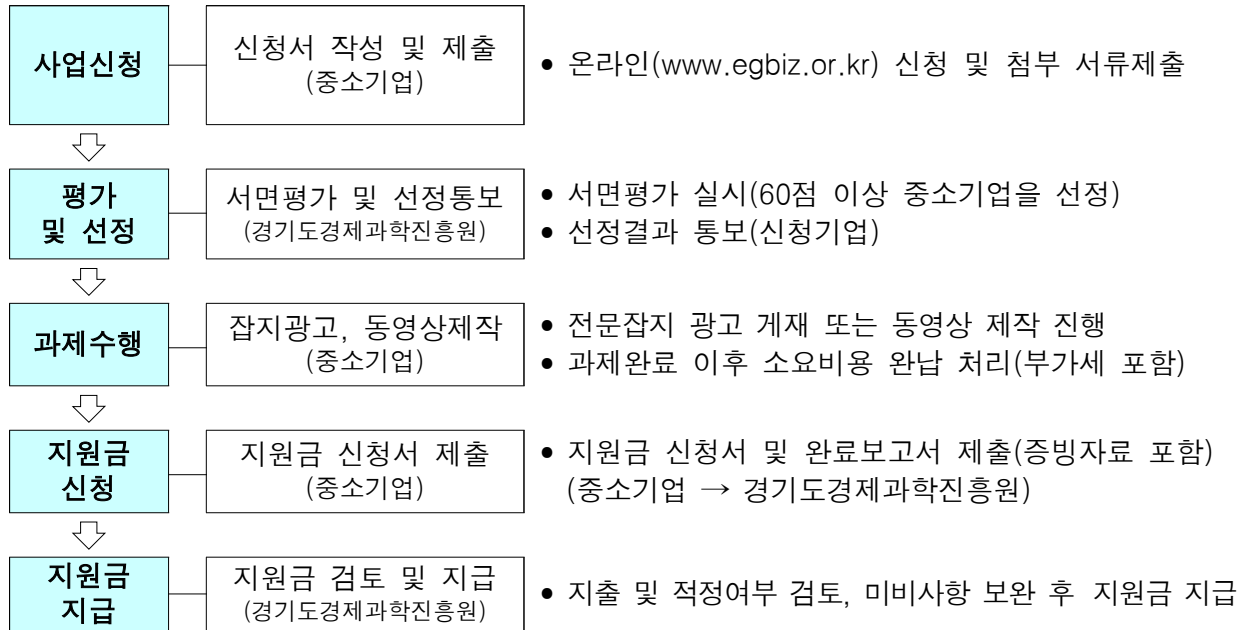 사업신청
신청서 작성 및 제출
(중소기업)
• 온라인(www.egbiz.or.kr) 신청 및 첨부 서류제출
평가
및 선정
서면평가 및 선정통보
(경기도경제과학진흥원)
• 서면평가 실시(60점 이상 중소기업을 선정)
• 선정결과 통보(신청기업)
과제수행
잡지광고, 동영상제작
(중소기업)
• 전문잡지 광고 게재 또는 동영상 제작 진행
• 과제완료 이후 소요비용 완납 처리(부가세 포함)
지원금
신청
지원금 신청서 제출
(중소기업)
• 지원금 신청서 및 완료보고서 제출(증빙자료 포함)
(중소기업 → 경기도경제과학진흥원)
지원금
지급
지원금 검토 및 지급
(경기도경제과학진흥원)
• 지출 및 적정여부 검토, 미비사항 보완 후 지원금 지급